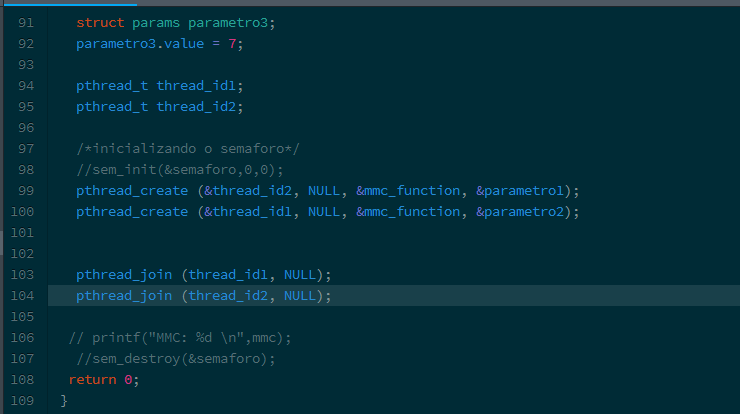 91 struct params parametro3;
92 parametro3.value = 7;
93
94 pthread_t thread_id1;
95 pthread_t thread_id2;
96
97 /*inicializando o semaforo*/
98 //sem_init(&semaforo,0,0);
99 pthread_create (&thread_id2, NULL, &mmc_function, &parametro1);
100 pthread_create (&thread_id1, NULL, &mmc_function, &parametro2);
101
102
103 pthread_join (thread_id1, NULL);
104 pthread_join (thread_id2, NULL);
105
106 // printf("MMC: %d \n",mmc);
107 //sem_destroy(&semaforo);
108 return 0;
109 }